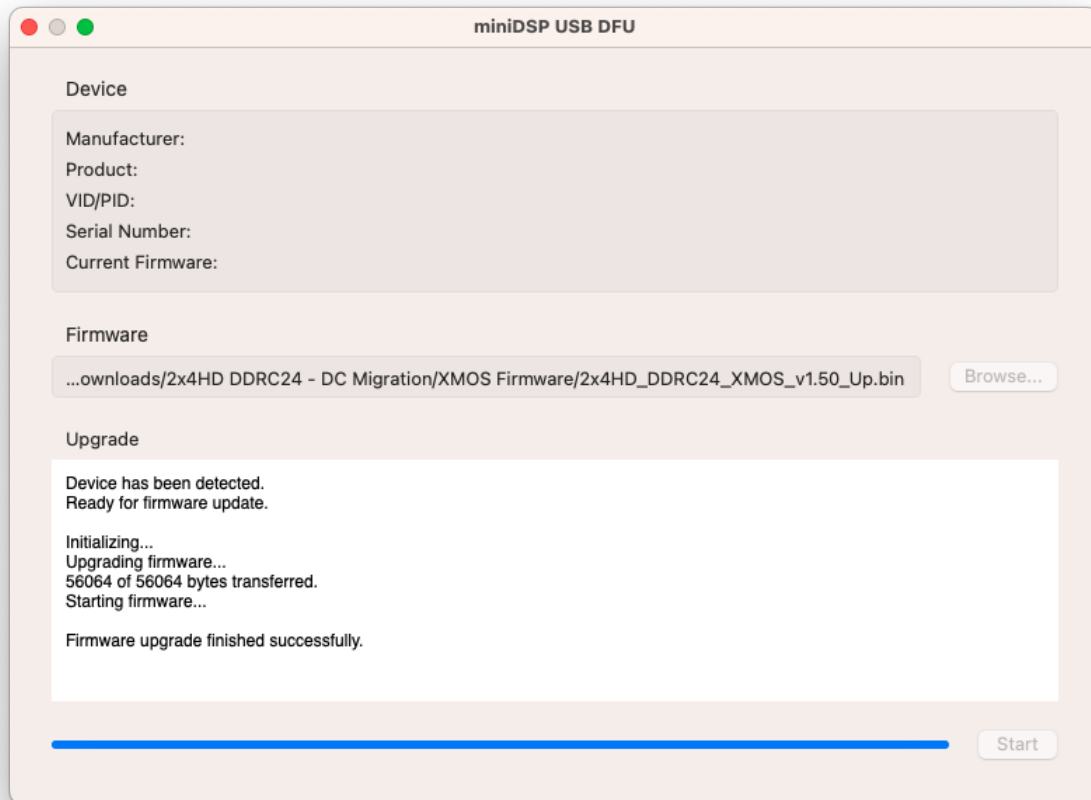 miniDSP USB DFU
Device
Manufacturer:
Product:
VID/PID:
Serial Number:
Current Firmware:
Firmware
...ownloads/2x4HD DDRC24 - DC Migration/XMOS Firmware/2x4HD_DDRC24_XMOS_v1.50_Up.bin
Browse...
Upgrade
Device has been detected.
Ready for firmware update.
Initializing...
Upgrading firmware...
56064 of 56064 bytes transferred.
Starting firmware...
Firmware upgrade finished successfully.
Start